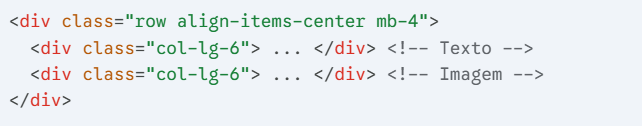 <div class="row align-items-center mb-4">
  <div class="col-lg-6"> ... </div> <!-- Texto -->
  <div class="col-lg-6"> ... </div> <!-- Imagem -->
</div>